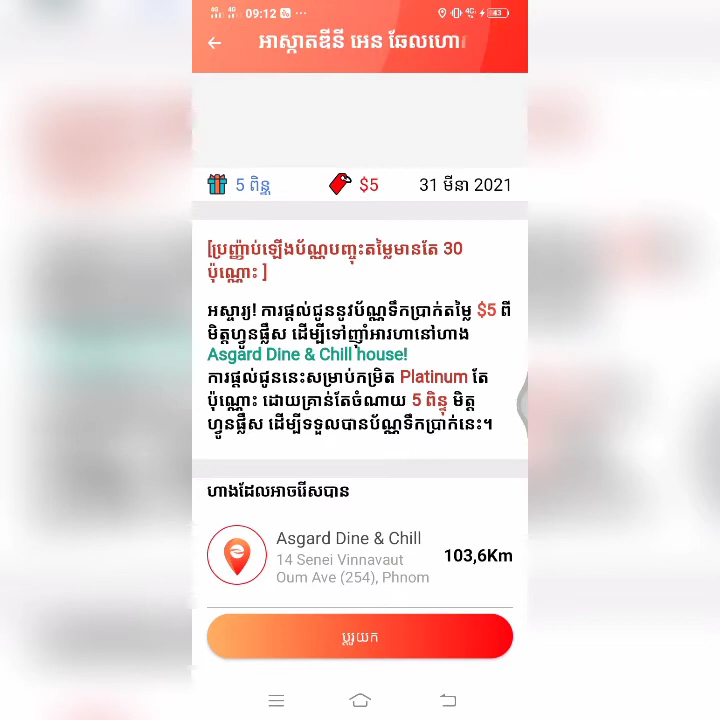 09:12 ...
4G 43
អាស្គាតឌីនី អេន ឆែលហោ
5 ពិន្ទុ $5 31 មីនា 2021
[ប្រញ៉ាប់ឡើងប័ណ្ណបញ្ចុះតម្លៃមានតែ 30
ប៉ុណ្ណោះ ]
អស្ចារ្យ! ការផ្តល់ជូននូវប័ណ្ណទឹកប្រាក់តម្លៃ $5 ពី
មិត្តហ្វូនផ្លឺស ដើម្បីទៅញ៉ាំអារហានៅហាង
Asgard Dine & Chill house!
ការផ្តល់ជូននេះសម្រាប់កម្រិត Platinum តែ
ប៉ុណ្ណោះ ដោយគ្រាន់តែចំណាយ 5 ពិន្ទុ មិត្ត
ហ្វូនផ្លឺស ដើម្បីទទួលបានប័ណ្ណទឹកប្រាក់នេះ។
ហាងដែលអាចរើសបាន
Asgard Dine & Chill
14 Senei Vinnavaut
Oum Ave (254), Phnom
103,6Km
ប្តូរយក